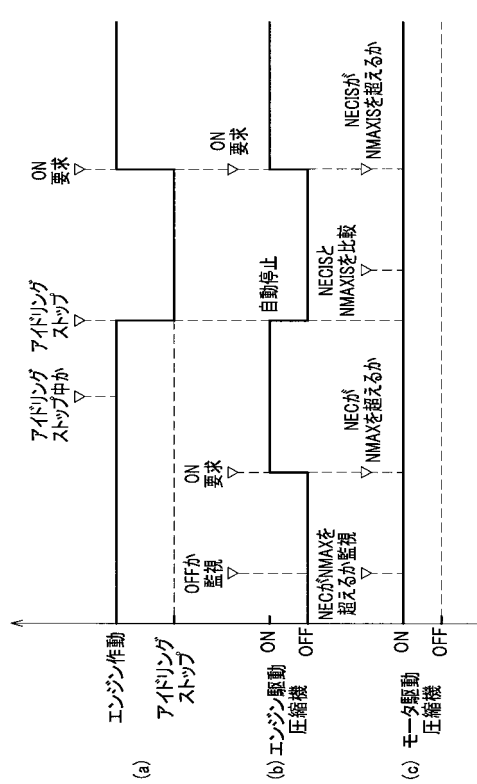 ON
要求
アイドリング
ストップ
アイドリング
ストップ中か
エンジン作動
アイドリング
ストップ
(a)
ON
要求
自動停止
ON
要求
OFFか
監視
ON
OFF
(b)
エンジン駆動
圧縮機
NECISが
NMAXISを超えるか
NECISと
NMAXISを比較
NECが
NMAXを超えるか
NECがNMAXを
超えるか監視
ON
OFF
(c)
モータ駆動
圧縮機